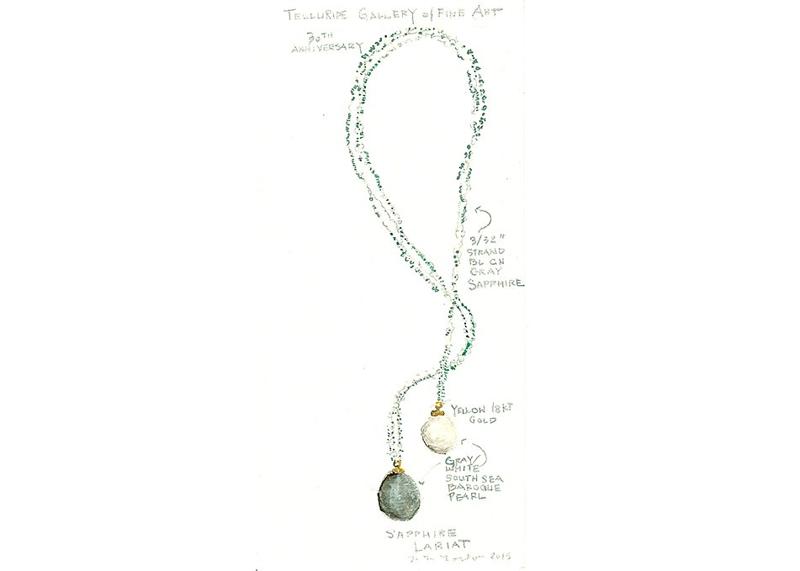 TELLURIDE GALLERY of FINE ART
30TH
ANNIVERSARY
3/32"
STRAND
BL GN
GRAY
SAPPHIRE
YELLOW 18KT
GOLD
GRAY/
WHITE
SOUTH SEA
BAROQUE
PEARL
SAPPHIRE
LARIAT
2015